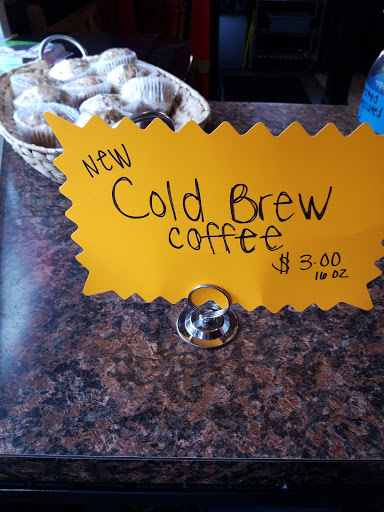 New
Cold Brew
coffee
$ 3.00
16 oz